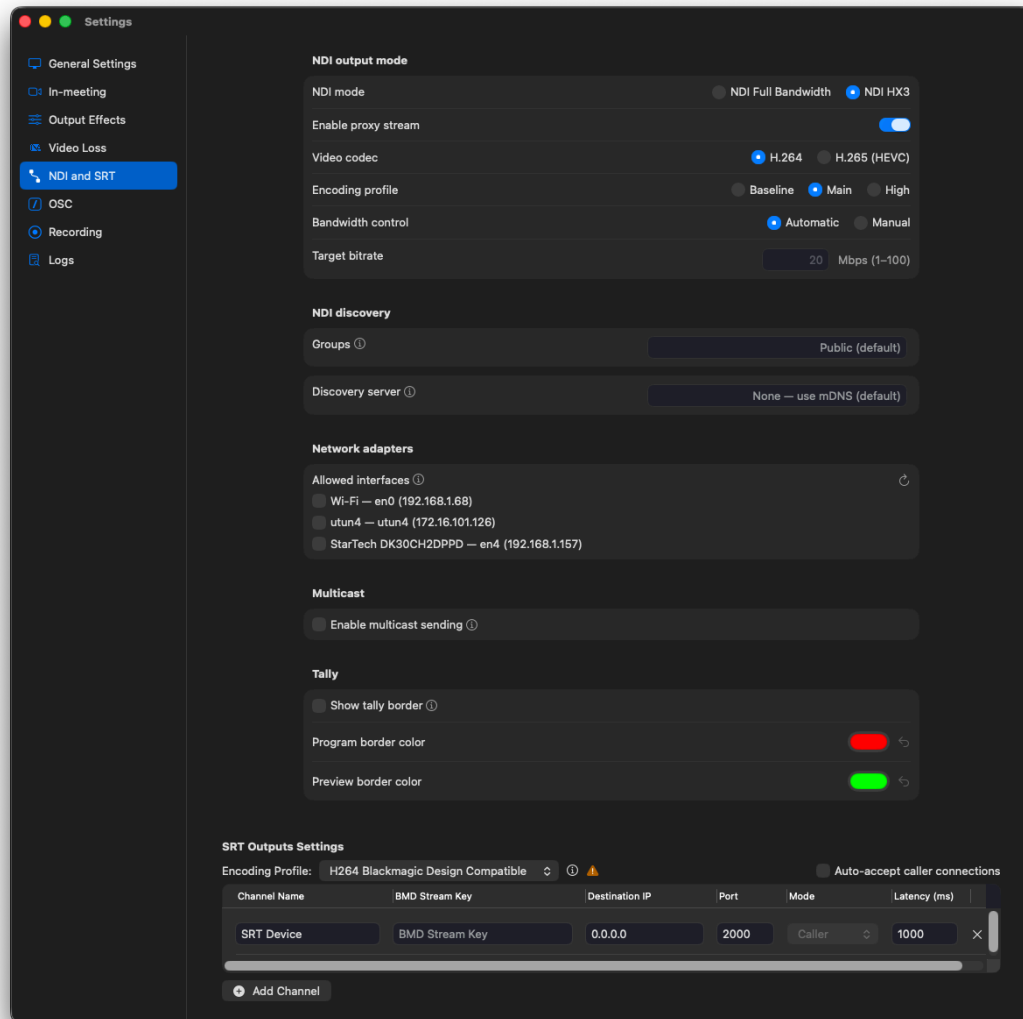 Settings
General Settings
In-meeting
Output Effects
Video Loss
NDI and SRT
OSC
Recording
Logs
NDI output mode
NDI mode NDI Full Bandwidth NDI HX3
Enable proxy stream
Video codec H.264 H.265 (HEVC)
Encoding profile Baseline Main High
Bandwidth control Automatic Manual
Target bitrate 20 Mbps (1–100)
NDI discovery
Groups Public (default)
Discovery server None — use mDNS (default)
Network adapters
Allowed interfaces
Wi-Fi — en0 (192.168.1.68)
utun4 — utun4 (172.16.101.126)
StarTech DK30CH2DPPD — en4 (192.168.1.157)
Multicast
Enable multicast sending
Tally
Show tally border
Program border color
Preview border color
SRT Outputs Settings
Encoding Profile: H264 Blackmagic Design Compatible Auto-accept caller connections
Channel Name BMD Stream Key Destination IP Port Mode Latency (ms)
SRT Device BMD Stream Key 0.0.0.0 2000 Caller 1000
Add Channel